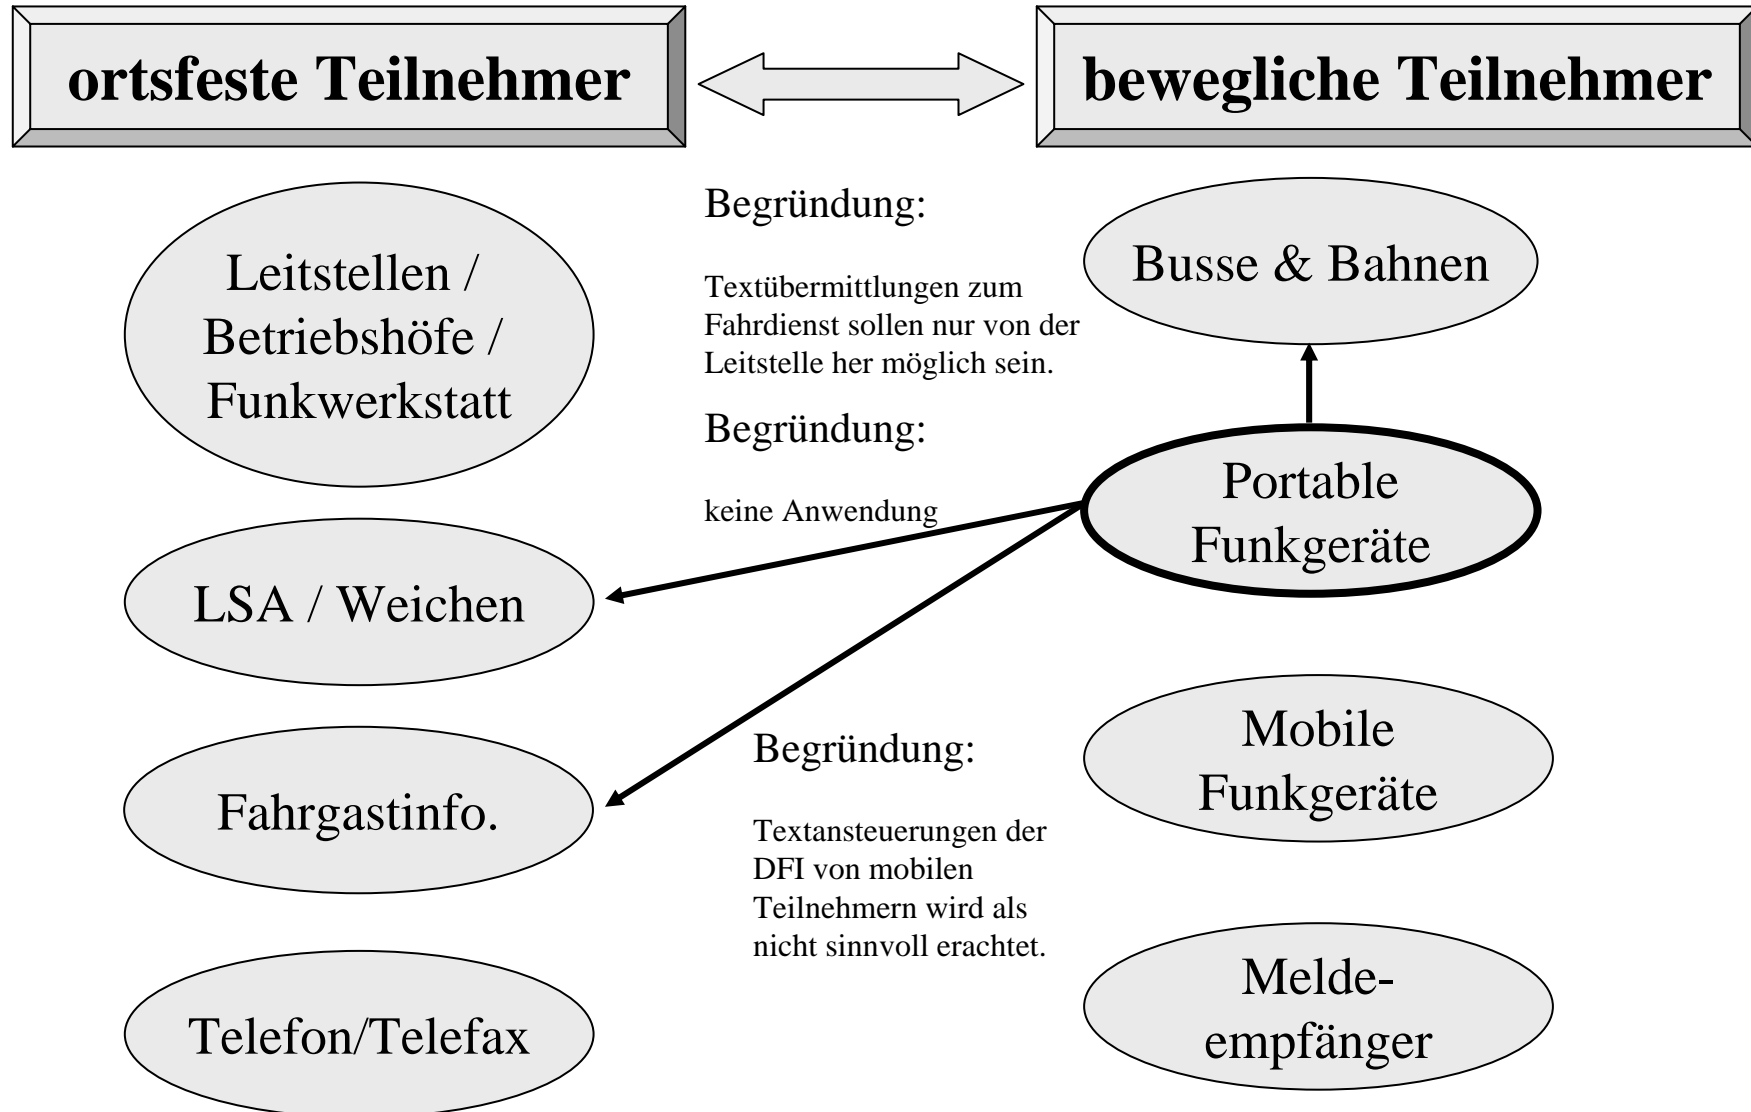 ortsfeste Teilnehmer
bewegliche Teilnehmer
Leitstellen /
Betriebshöfe /
Funkwerkstatt
LSA / Weichen
Fahrgastinfo.
Telefon/Telefax
Begründung:
Textübermittlungen zum
Fahrdienst sollen nur von der
Leitstelle her möglich sein.
Begründung:
keine Anwendung
Begründung:
Textansteuerungen der
DFI von mobilen
Teilnehmern wird als
nicht sinnvoll erachtet.
Busse & Bahnen
Portable
Funkgeräte
Mobile
Funkgeräte
Melde-
empfänger